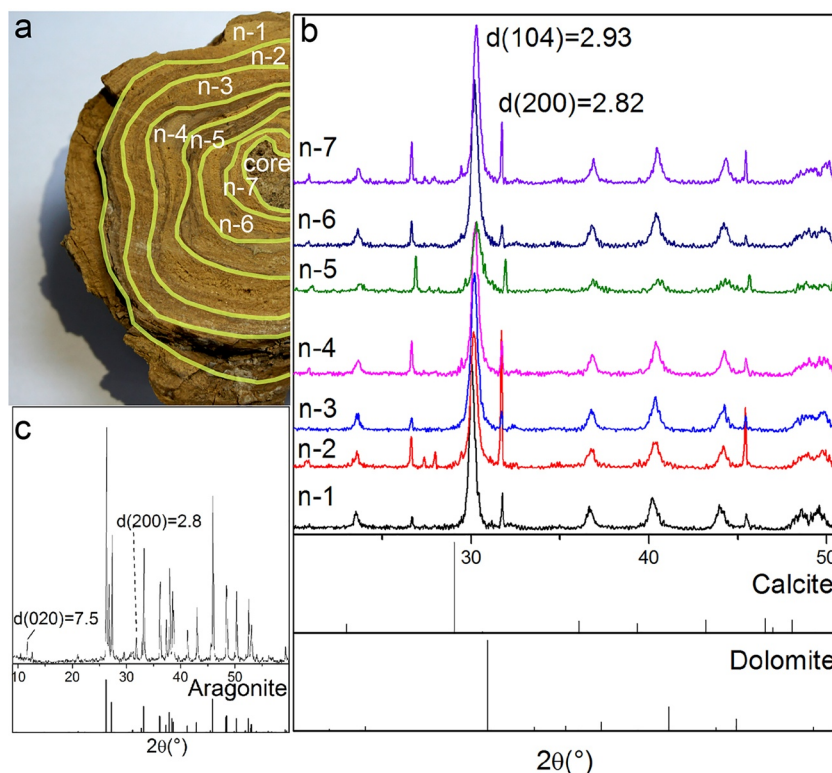 a
n-1
n-2
n-3
n-4
n-5
core
n-7
n-6
b
d(104)=2.93
d(200)=2.82
n-7
n-6
n-5
n-4
n-3
n-2
n-1
30
40
50
Calcite
Dolomite
2θ(°)
c
d(200)=2.8
d(020)=7.5
10
20
30
40
50
Aragonite
2θ(°)